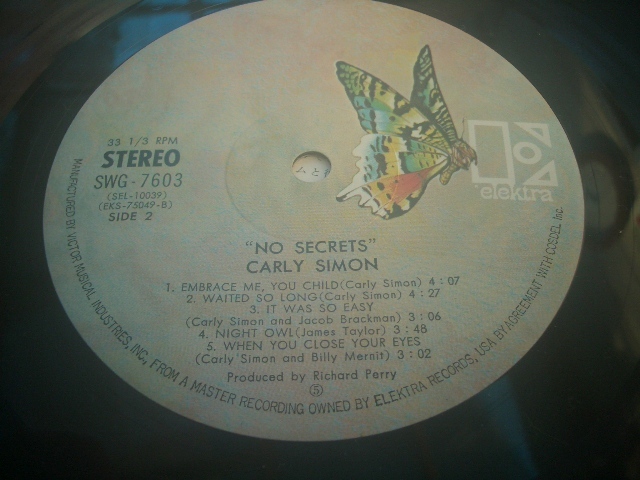 33 1/3 RPM
STEREO
SWG-7603
(SEL-10039)
(EKS-75049-B)
SIDE 2
elektra
"NO SECRETS"
CARLY SIMON
1. EMBRACE ME, YOU CHILD(Carly Simon) 4:07
2. WAITED SO LONG(Carly Simon) 4:27
3. IT WAS SO EASY
(Carly Simon and Jacob Brackman) 3:06
4. NIGHT OWL(James Taylor) 3:48
5. WHEN YOU CLOSE YOUR EYES
(Carly Simon and Billy Mernit) 3:02
Produced by Richard Perry
⑤
MANUFACTURED BY VICTOR MUSICAL INDUSTRIES, INC, FROM A MASTER RECORDING OWNED BY ELEKTRA RECORDS, USA BY AGREEMENT WITH COSDEL Inc.